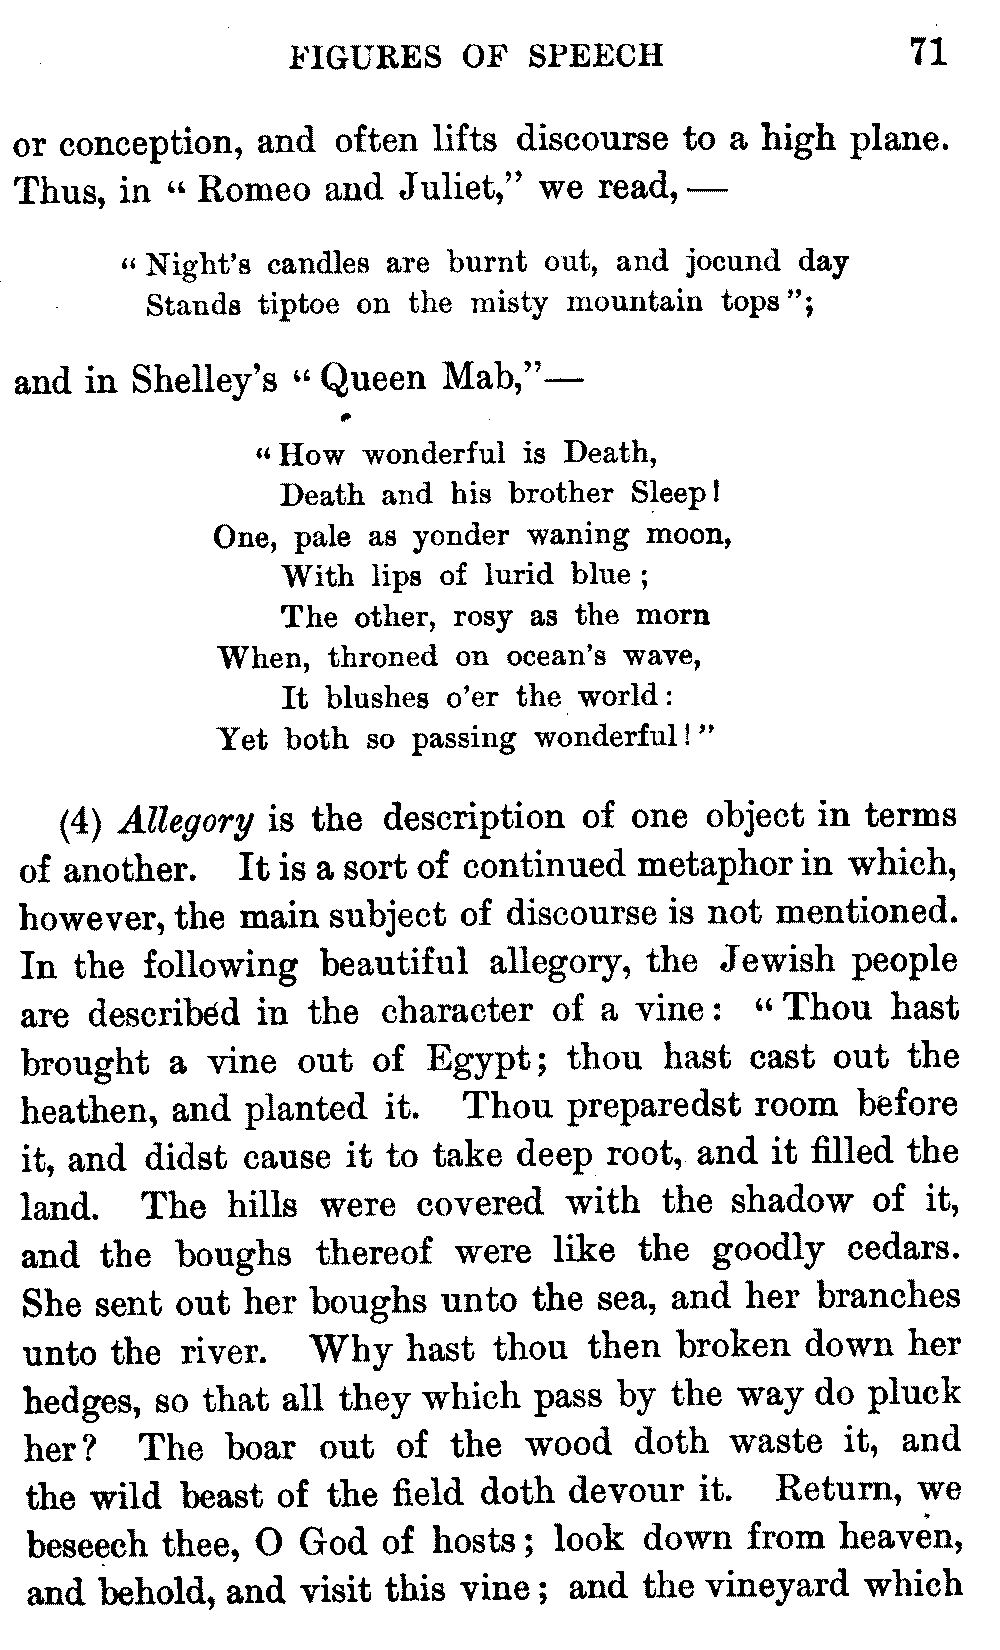 FIGURES OF SPEECH 71
or conception, and often lifts discourse to a high plane.
Thus, in "Romeo and Juliet," we read,—
"Night's candles are burnt out, and jocund day
Stands tiptoe on the misty mountain tops";
and in Shelley's "Queen Mab,"—
"How wonderful is Death,
Death and his brother Sleep!
One, pale as yonder waning moon,
With lips of lurid blue;
The other, rosy as the morn
When, throned on ocean's wave,
It blushes o'er the world:
Yet both so passing wonderful!"
(4) Allegory is the description of one object in terms
of another. It is a sort of continued metaphor in which,
however, the main subject of discourse is not mentioned.
In the following beautiful allegory, the Jewish people
are described in the character of a vine: "Thou hast
brought a vine out of Egypt; thou hast cast out the
heathen, and planted it. Thou preparedst room before
it, and didst cause it to take deep root, and it filled the
land. The hills were covered with the shadow of it,
and the boughs thereof were like the goodly cedars.
She sent out her boughs unto the sea, and her branches
unto the river. Why hast thou then broken down her
hedges, so that all they which pass by the way do pluck
her? The boar out of the wood doth waste it, and
the wild beast of the field doth devour it. Return, we
beseech thee, O God of hosts; look down from heaven,
and behold, and visit this vine; and the vineyard which